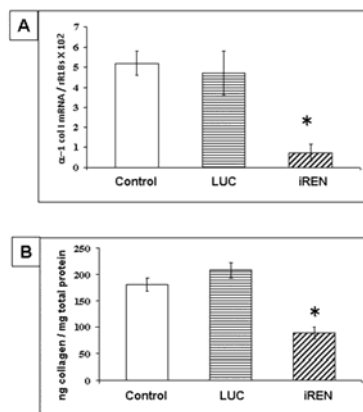 A
α-1 col I mRNA / rR18s X 102
6
7
5
4
3
2
1
0
*
Control LUC iREN
B
ng collagen / mg total protein
250
200
150
100
50
0
*
Control LUC iREN